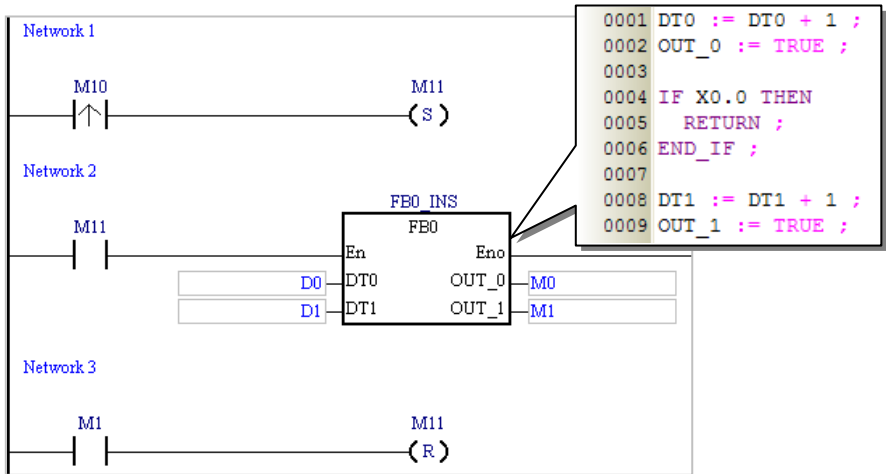 Network 1
M10
M11
S
Network 2
FB0_INS
M11
FB0
En
Eno
D0
DT0
OUT_0
M0
D1
DT1
OUT_1
M1
Network 3
M1
M11
R
0001 DT0 := DT0 + 1 ;
0002 OUT_0 := TRUE ;
0003
0004 IF X0.0 THEN
0005 RETURN ;
0006 END_IF ;
0007
0008 DT1 := DT1 + 1 ;
0009 OUT_1 := TRUE ;